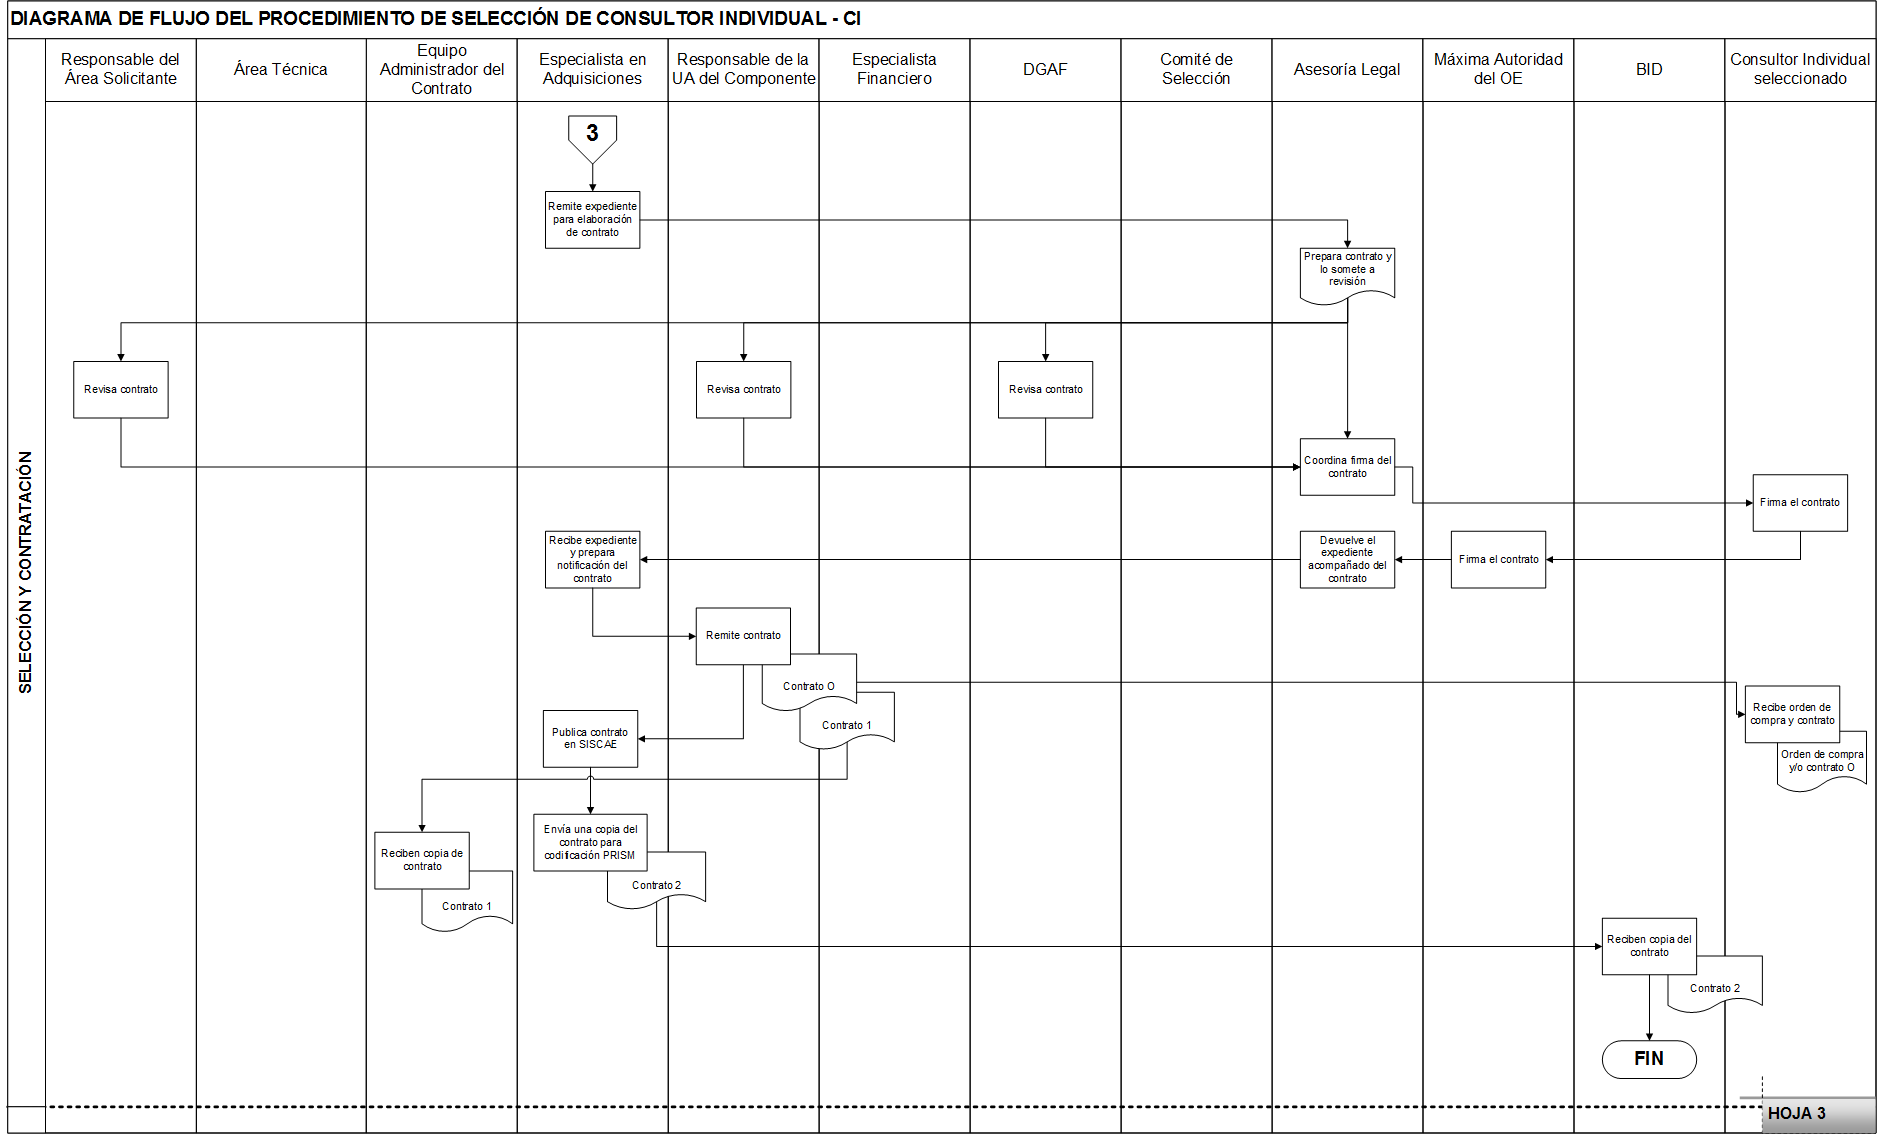 DIAGRAMA DE FLUJO DEL PROCEDIMIENTO DE SELECCIÓN DE CONSULTOR INDIVIDUAL - CI
Responsable del
Área Solicitante
Área Técnica
Equipo
Administrador del
Contrato
Especialista en
Adquisiciones
Responsable de la
UA del Componente
Especialista
Financiero
DGAF
Comité de
Selección
Asesoría Legal
Máxima Autoridad
del OE
BID
Consultor Individual
seleccionado
SELECCIÓN Y CONTRATACIÓN
3
Remite expediente
para elaboración
de contrato
Prepara contrato y
lo somete a
revisión
Revisa contrato
Revisa contrato
Revisa contrato
Coordina firma del
contrato
Firma el contrato
Recibe expediente
y prepara
notificación del
contrato
Devuelve el
expediente
acompañado del
contrato
Firma el contrato
Remite contrato
Contrato O
Contrato 1
Publica contrato
en SISCAE
Recibe orden de
compra y contrato
Orden de compra
y/o contrato O
Reciben copia de
contrato
Contrato 1
Envía una copia del
contrato para
codificación PRISM
Contrato 2
Reciben copia del
contrato
Contrato 2
FIN
HOJA 3